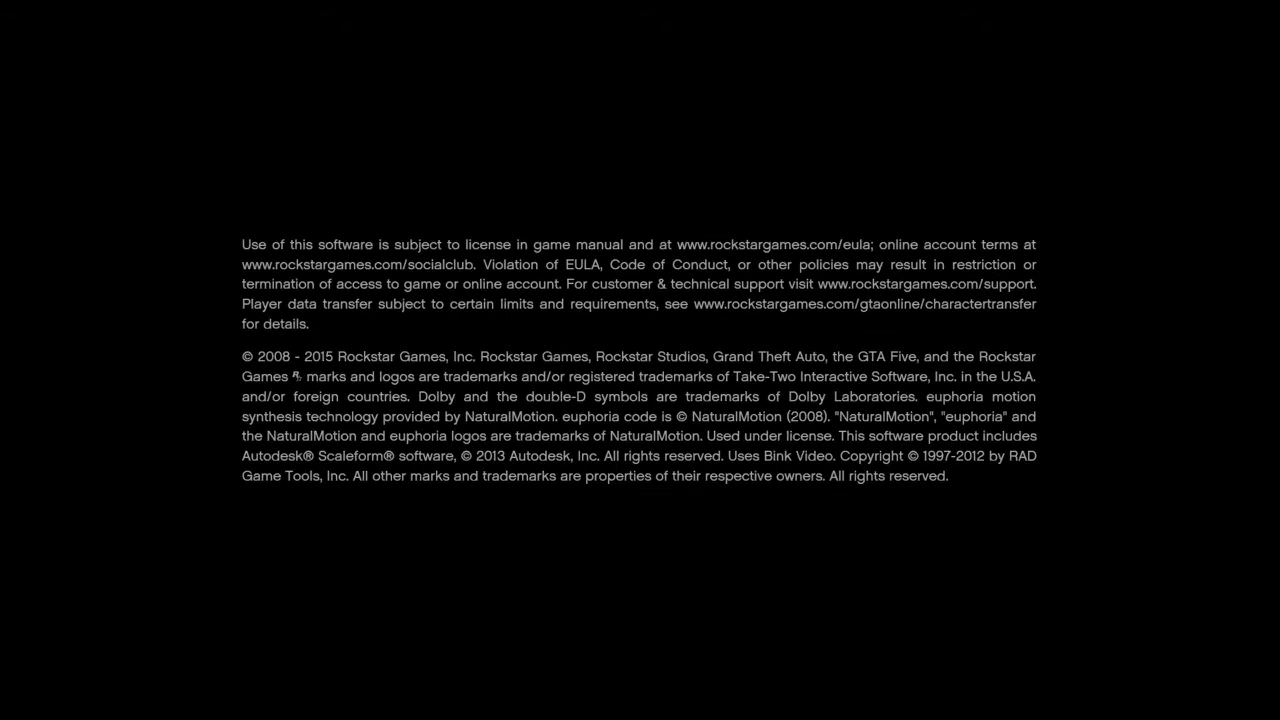 Use of this software is subject to license in game manual and at www.rockstargames.com/eula; online account terms at
www.rockstargames.com/socialclub. Violation of EULA, Code of Conduct, or other policies may result in restriction or
termination of access to game or online account. For customer & technical support visit www.rockstargames.com/support.
Player data transfer subject to certain limits and requirements, see www.rockstargames.com/gtaonline/charactertransfer
for details.
© 2008 - 2015 Rockstar Games, Inc. Rockstar Games, Rockstar Studios, Grand Theft Auto, the GTA Five, and the Rockstar
Games R* marks and logos are trademarks and/or registered trademarks of Take-Two Interactive Software, Inc. in the U.S.A.
and/or foreign countries. Dolby and the double-D symbols are trademarks of Dolby Laboratories. euphoria motion
synthesis technology provided by NaturalMotion. euphoria code is © NaturalMotion (2008). "NaturalMotion", "euphoria" and
the NaturalMotion and euphoria logos are trademarks of NaturalMotion. Used under license. This software product includes
Autodesk® Scaleform® software, © 2013 Autodesk, Inc. All rights reserved. Uses Bink Video. Copyright © 1997-2012 by RAD
Game Tools, Inc. All other marks and trademarks are properties of their respective owners. All rights reserved.